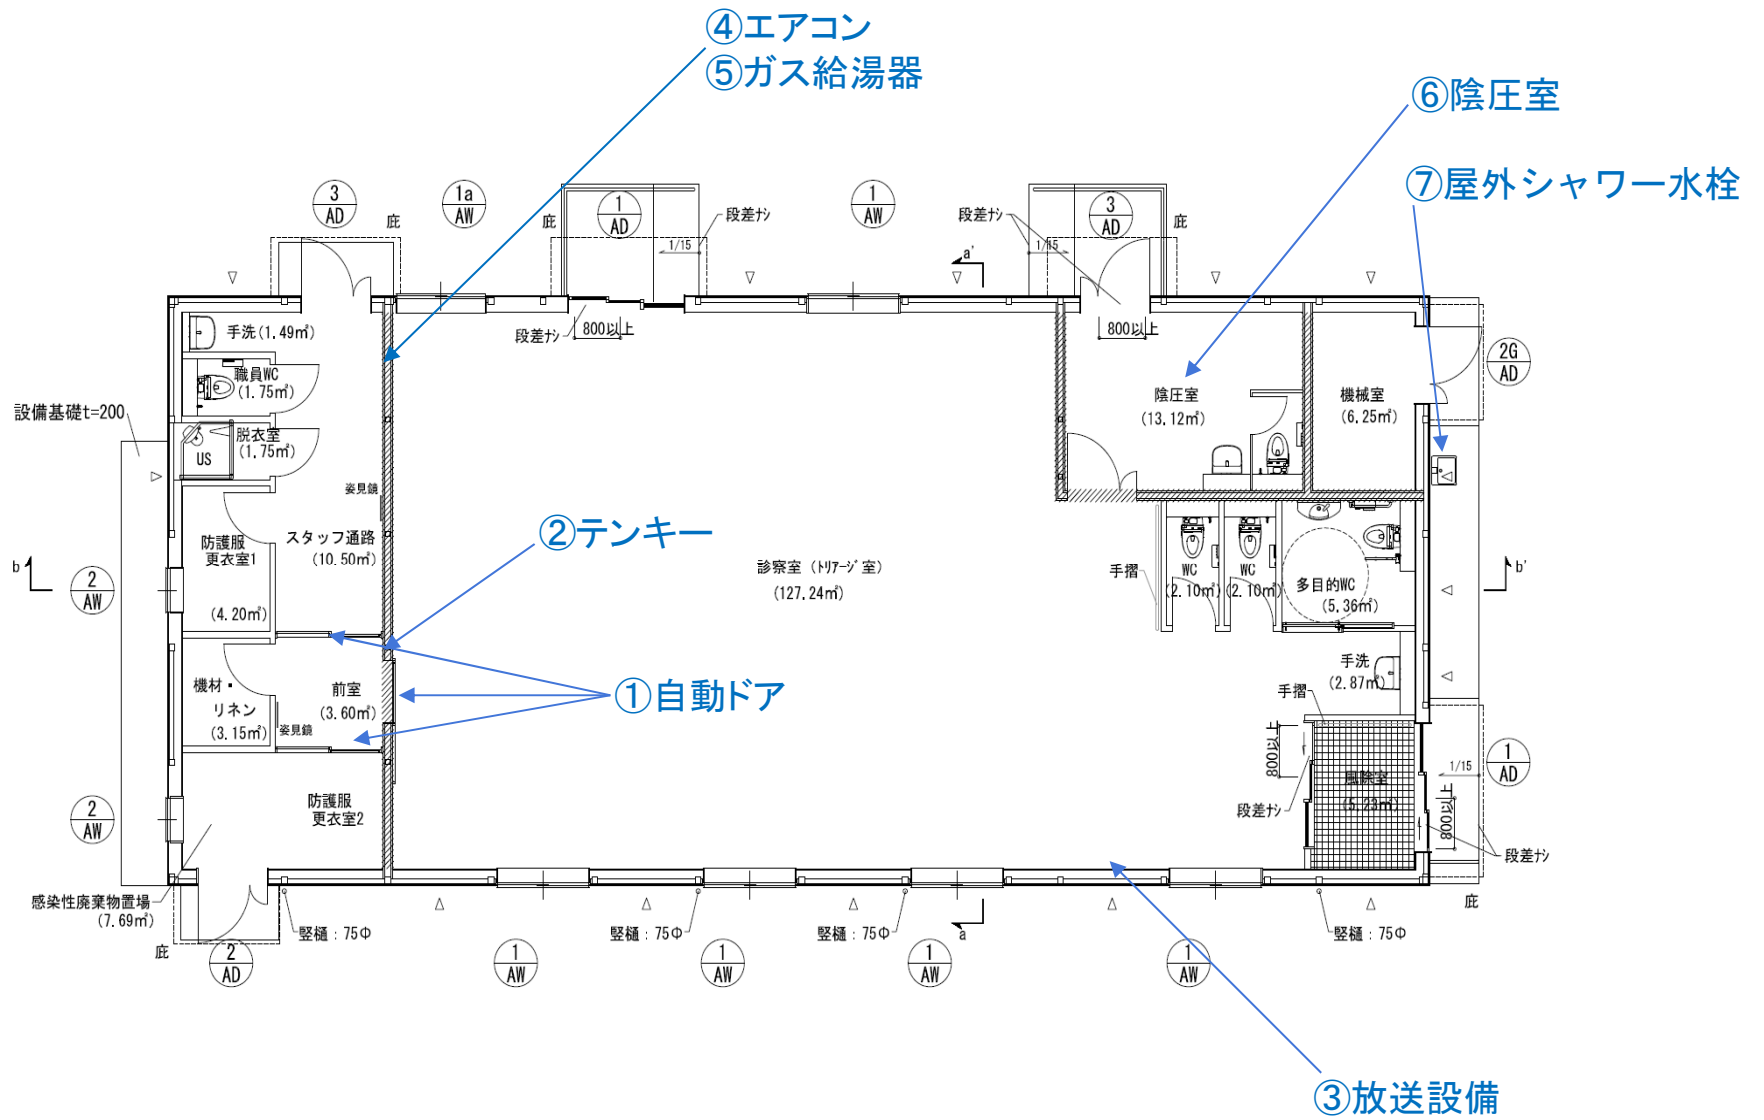 ④エアコン
⑤ガス給湯器
⑥陰圧室
⑦屋外シャワー水栓
3
AD
庇
1a
AW
庇
1
AD
段差ナシ
1/15
1
AW
段差ナシ
3
AD
庇
1/15
a'
手洗(1.49㎡)
段差ナシ
800以上
800以上
職員WC
(1.75㎡)
陰圧室
(13.12㎡)
機械室
(6.25㎡)
2G
AD
設備基礎t=200
脱衣室
(1.75㎡)
US
姿見鏡
②テンキー
防護服
更衣室1
(4.20㎡)
スタッフ通路
(10.50㎡)
診察室(トリアージ室)
(127.24㎡)
手摺
WC
(2.10㎡)
WC
(2.10㎡)
多目的WC
(5.36㎡)
b
b'
2
AW
機材・
リネン
(3.15㎡)
前室
(3.60㎡)
姿見鏡
①自動ドア
手洗
(2.87㎡)
手摺
800以上
風除室
(5.23㎡)
段差ナシ
1/15
800以上
1
AD
段差ナシ
2
AW
防護服
更衣室2
感染性廃棄物置場
(7.69㎡)
庇
2
AD
竪樋：75Φ
竪樋：75Φ
竪樋：75Φ
a
竪樋：75Φ
庇
1
AW
1
AW
1
AW
1
AW
③放送設備